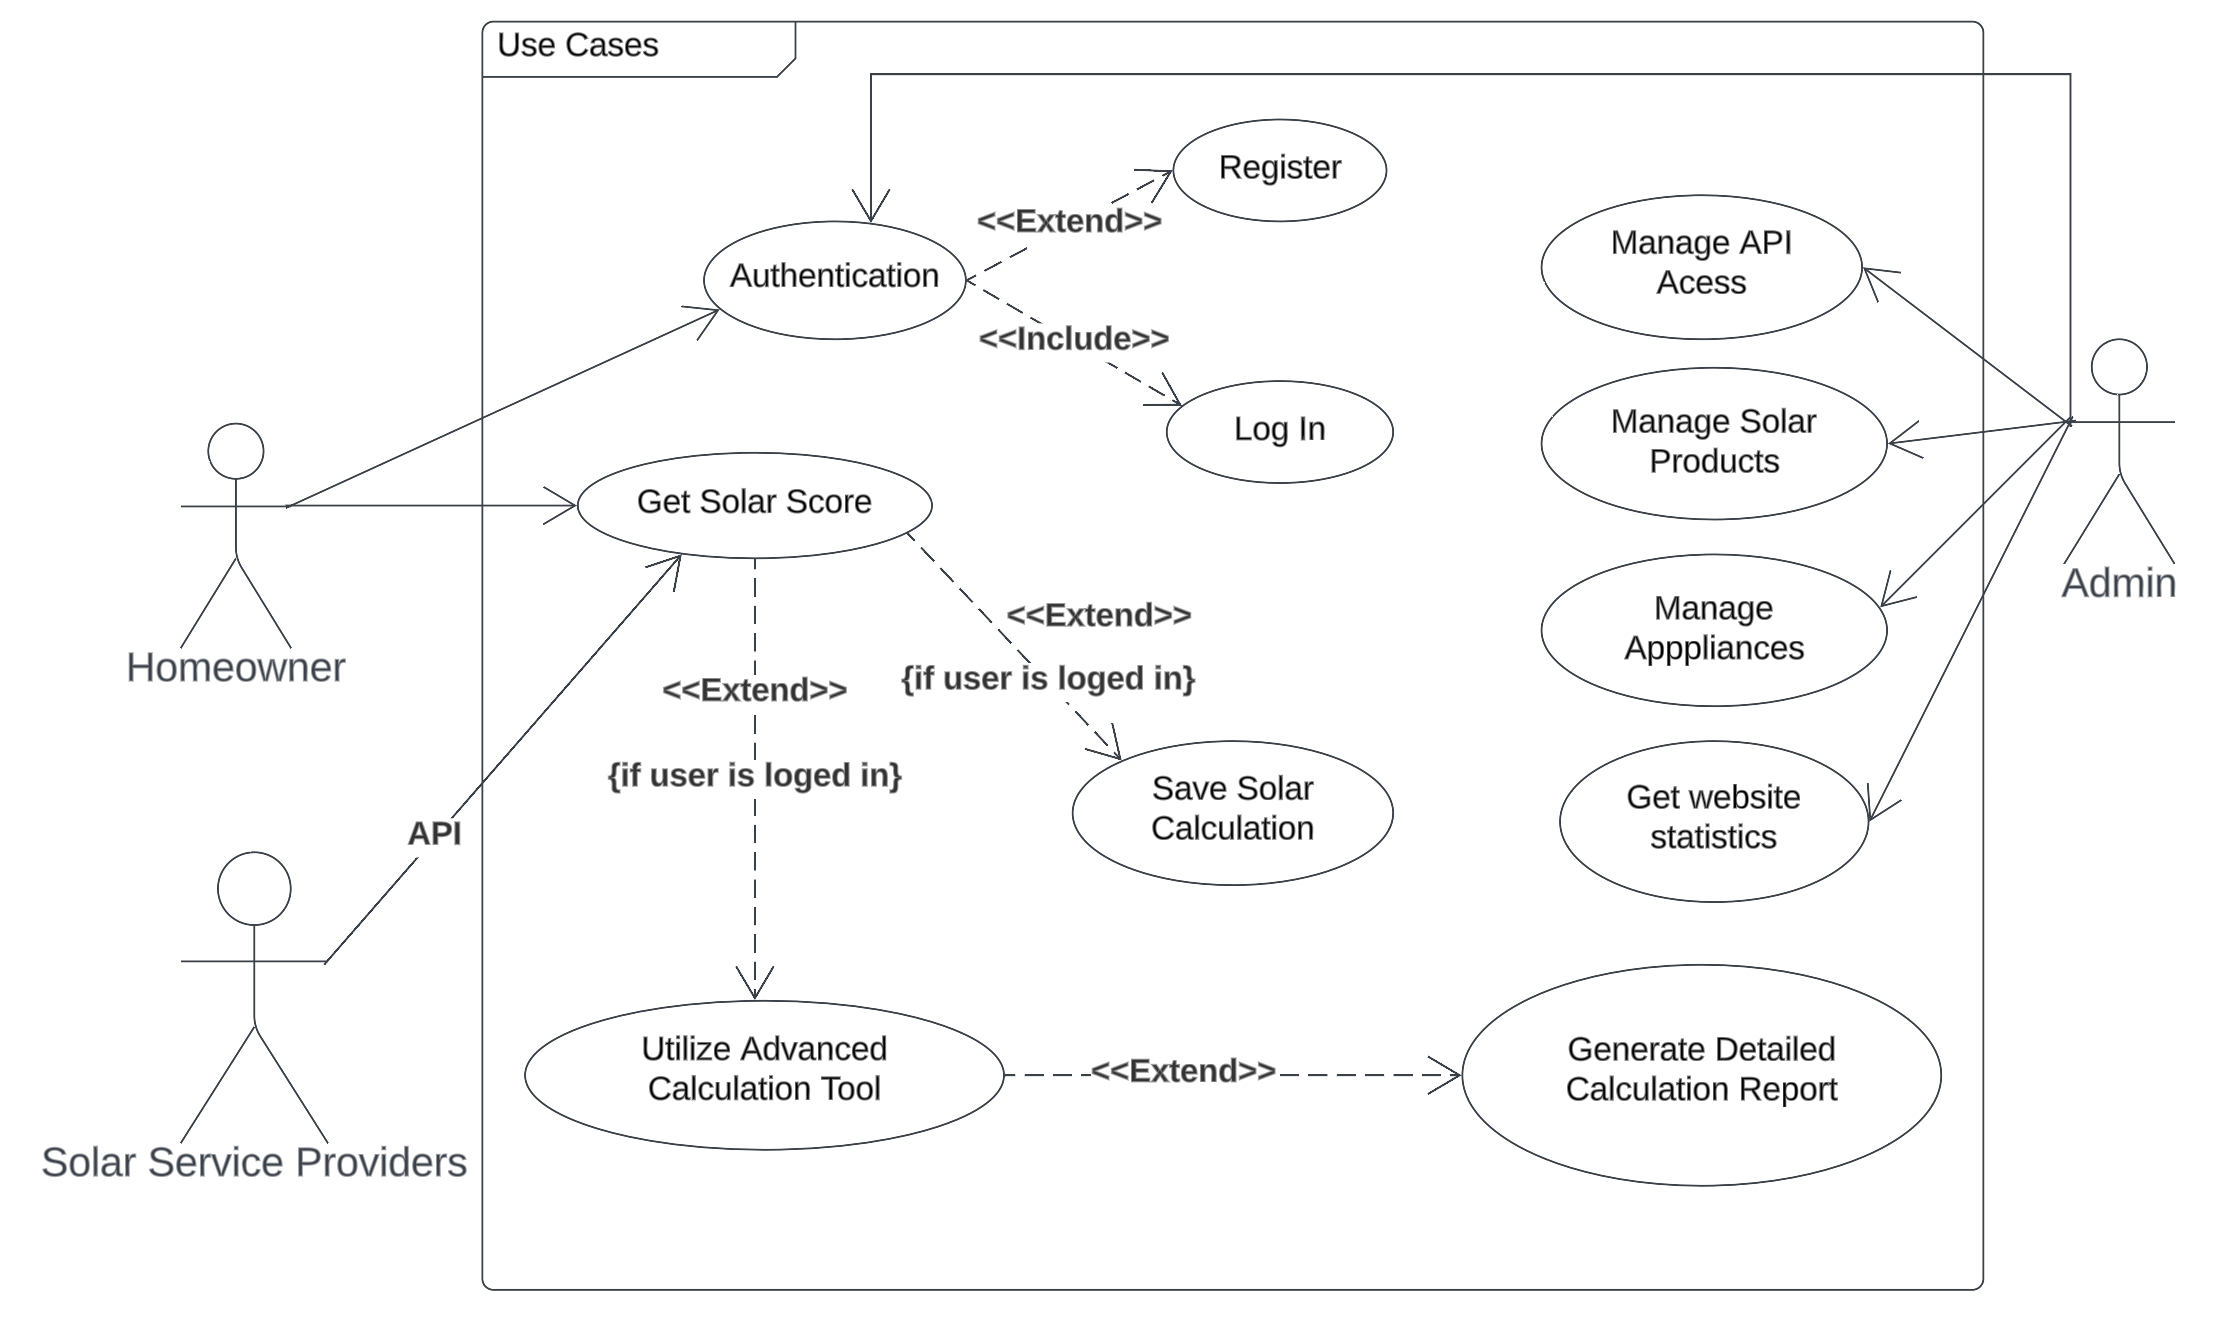 Use Cases
Register
<<Extend>>
Authentication
<<Include>>
Log In
Manage API
Acess
Manage Solar
Products
Get Solar Score
Homeowner
Admin
<<Extend>>
{if user is loged in}
<<Extend>>
{if user is loged in}
Manage
Apppliances
Save Solar
Calculation
Get website
statistics
API
Solar Service Providers
Utilize Advanced
Calculation Tool
<<Extend>>
Generate Detailed
Calculation Report